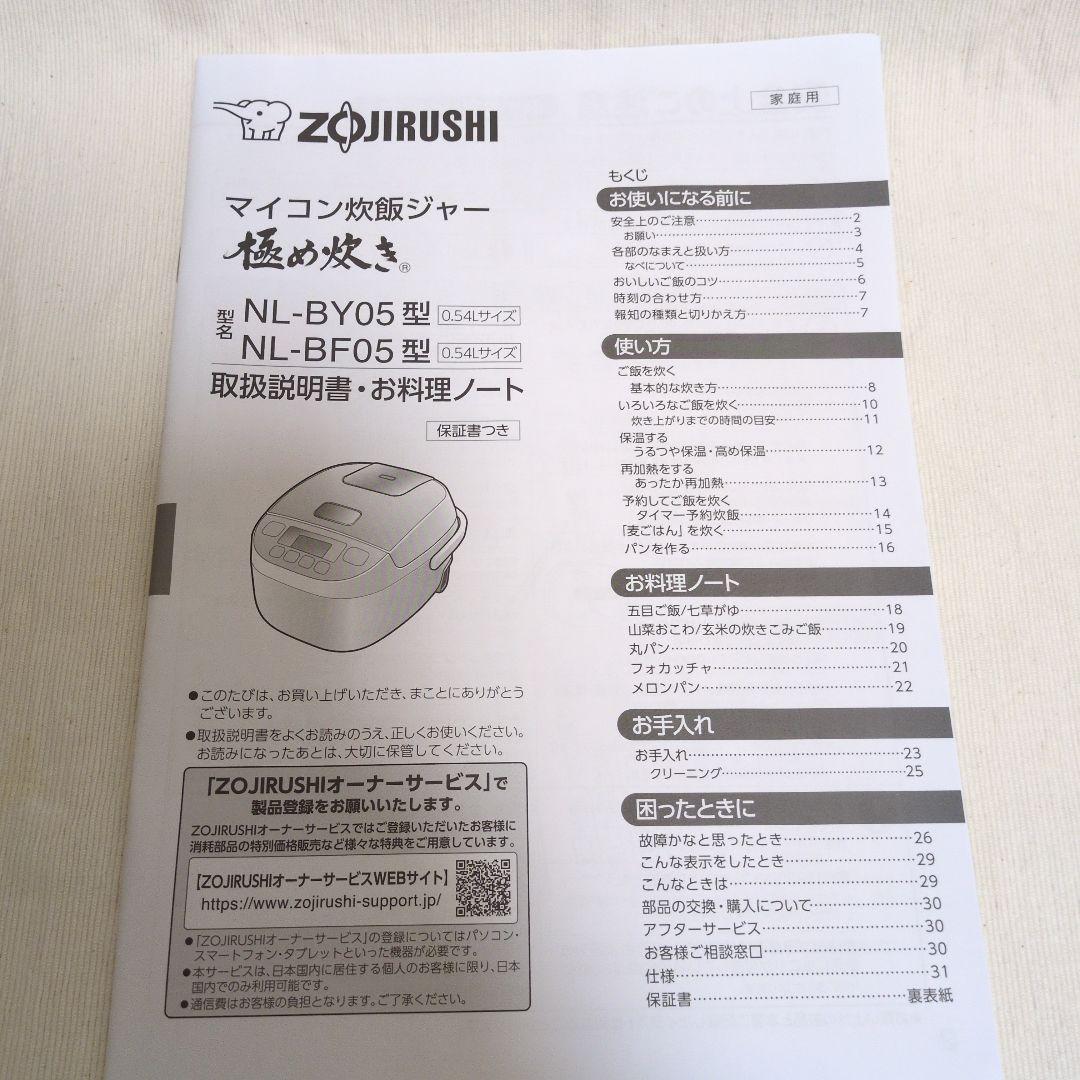 ZOJIRUSHI
家庭用
マイコン炊飯ジャー
極め炊き®
型名
NL-BY05型 0.54Lサイズ
NL-BF05型 0.54Lサイズ
取扱説明書・お料理ノート
保証書つき
●このたびは、お買い上げいただき、まことにありがとう
ございます。
●取扱説明書をよくお読みのうえ、正しくお使いください。
お読みになったあとは、大切に保管してください。
「ZOJIRUSHIオーナーサービス」で
製品登録をお願いいたします。
ZOJIRUSHIオーナーサービスではご登録いただいたお客様に
消耗部品の特別価格販売など様々な特典をご用意しています。
【ZOJIRUSHIオーナーサービスWEBサイト】
https://www.zojirushi-support.jp/
●「ZOJIRUSHIオーナーサービス」の登録についてはパソコン・
スマートフォン・タブレットといった機器が必要です。
●本サービスは、日本国内に居住する個人のお客様に限り、日本
国内でのみ利用可能です。
●通信費はお客様の負担となります。ご了承ください。
もくじ
お使いになる前に
安全上のご注意……2
お願い……3
各部のなまえと扱い方……4
なべについて……5
おいしいご飯のコツ……6
時刻の合わせ方……7
報知の種類と切りかえ方……7
使い方
ご飯を炊く
基本的な炊き方……8
いろいろなご飯を炊く……10
炊き上がりまでの時間の目安……11
保温する
うるつや保温・高め保温……12
再加熱をする
あったか再加熱……13
予約してご飯を炊く
タイマー予約炊飯……14
「麦ごはん」を炊く……15
パンを作る……16
お料理ノート
五目ご飯/七草がゆ……18
山菜おこわ/玄米の炊きこみご飯……19
丸パン……20
フォカッチャ……21
メロンパン……22
お手入れ
お手入れ……23
クリーニング……25
困ったときに
故障かなと思ったとき……26
こんな表示をしたとき……29
こんなときは……29
部品の交換・購入について……30
アフターサービス……30
お客様ご相談窓口……30
仕様……31
保証書……裏表紙